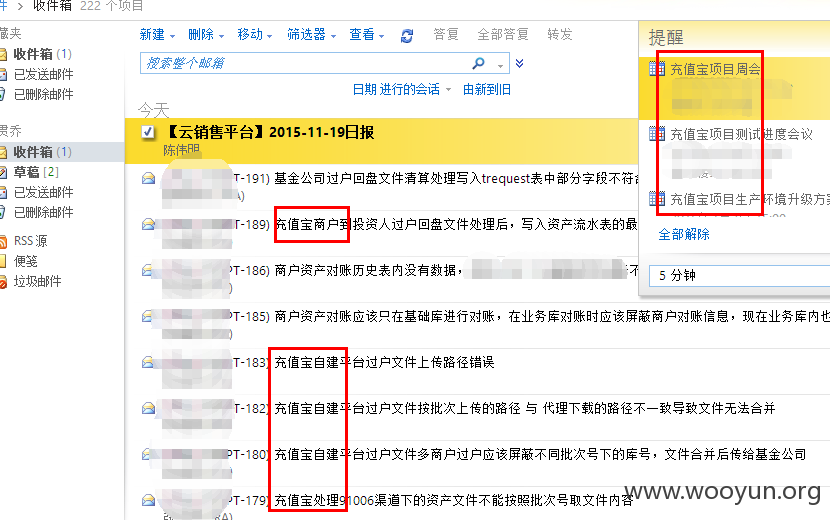 件 > 收件箱 222 个项目
藏夹
收件箱 (1)
已发送邮件
已删除邮件
贯乔
收件箱 (1)
草稿 [2]
已发送邮件
已删除邮件
RSS 源
便笺
垃圾邮件
新建 删除 移动 筛选器 查看 答复 全部答复 转发
搜索整个邮箱
日期 进行的会话 由新到旧
今天
【云销售平台】2015-11-19日报
陈伟明
PT-191) 基金公司过户回盘文件清算处理写入trequest表中部分字段不符合
A)
PT-189) 充值宝商户到投资人过户回盘文件处理后，写入资产流水表的最
PT-186) 商户资产对账历史表内没有数据，
PT-185) 商户资产对账应该只在基础库进行对账，在业务库对账时应该屏蔽商户对账信息，现在业务库内也
PT-183) 充值宝自建平台过户文件上传路径错误
PT-182) 充值宝自建平台过户文件按批次上传的路径 与 代理下载的路径不一致导致文件无法合并
PT-180) 充值宝自建平台过户文件多商户过户应该屏蔽不同批次号下的库号，文件合并后传给基金公司
PT-179) 充值宝处理91006渠道下的资产文件不能按照批次号取文件内容
RA)
提醒
充值宝项目周会
充值宝项目测试进度会议
充值宝项目生产环境升级方案
全部解除
5 分钟
www.wooyun.org